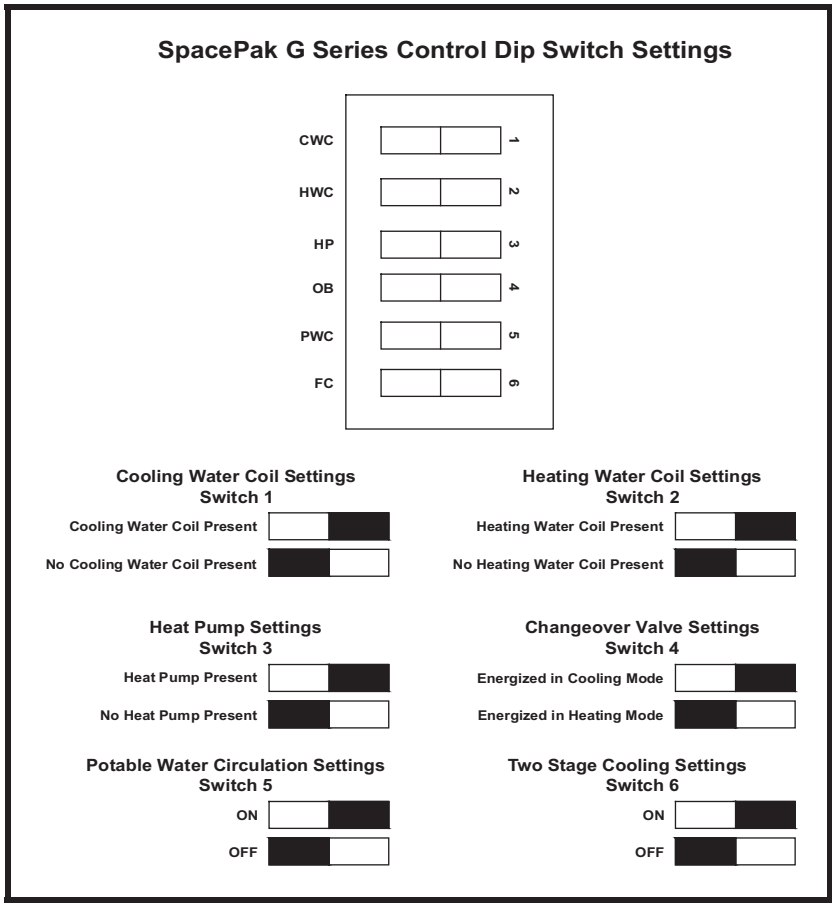 SpacePak G Series Control Dip Switch Settings
CWC 1
HWC 2
HP 3
OB 4
PWC 5
FC 6
Cooling Water Coil Settings
Switch 1
Cooling Water Coil Present
No Cooling Water Coil Present
Heating Water Coil Settings
Switch 2
Heating Water Coil Present
No Heating Water Coil Present
Heat Pump Settings
Switch 3
Heat Pump Present
No Heat Pump Present
Changeover Valve Settings
Switch 4
Energized in Cooling Mode
Energized in Heating Mode
Potable Water Circulation Settings
Switch 5
ON
OFF
Two Stage Cooling Settings
Switch 6
ON
OFF